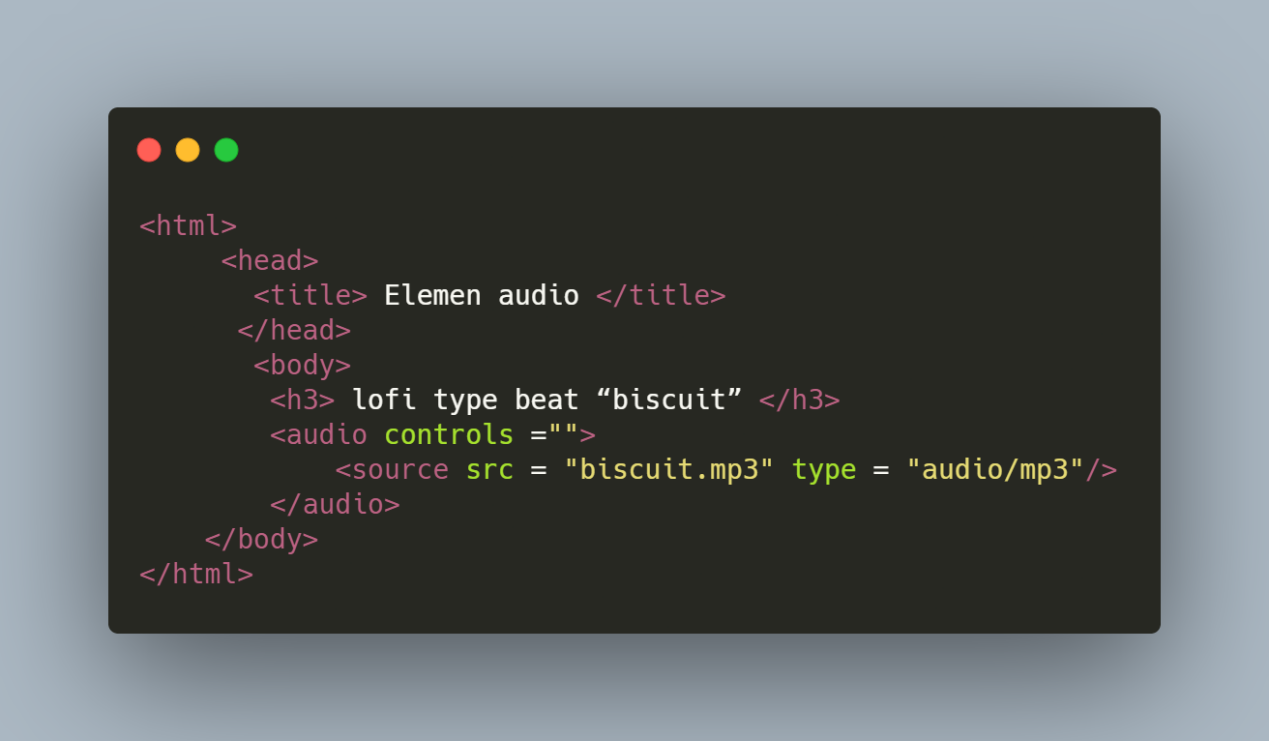 <html>
<head>
<title> Elemen audio </title>
</head>
<body>
<h3> lofi type beat “biscuit” </h3>
<audio controls ="">
<source src = "biscuit.mp3" type = "audio/mp3"/>
</audio>
</body>
</html>